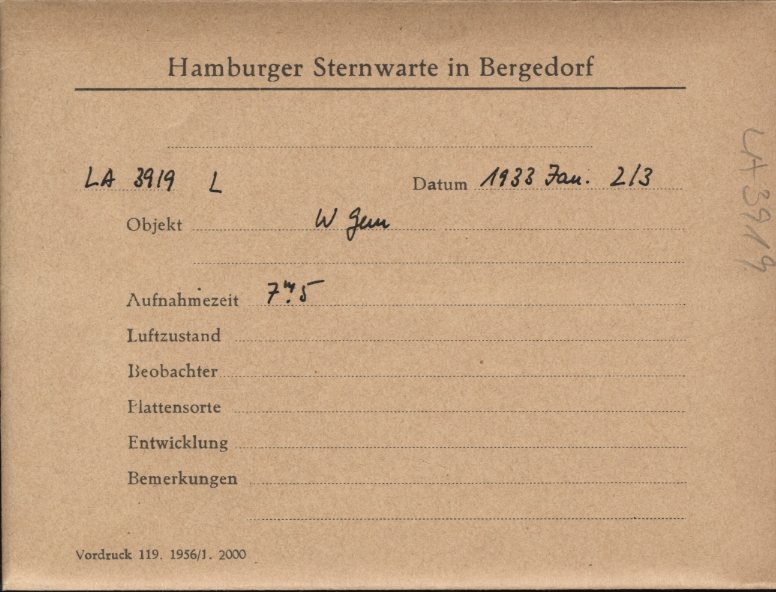 Hamburger Sternwarte in Bergedorf
LA 3919 L Datum 1933 Jan. 2/3
Objekt W Gem
Aufnahmezeit 7ᵐ.5
Luftzustand
Beobachter
Plattensorte
Entwicklung
Bemerkungen
Vordruck 119. 1956/1. 2000
LA 3919